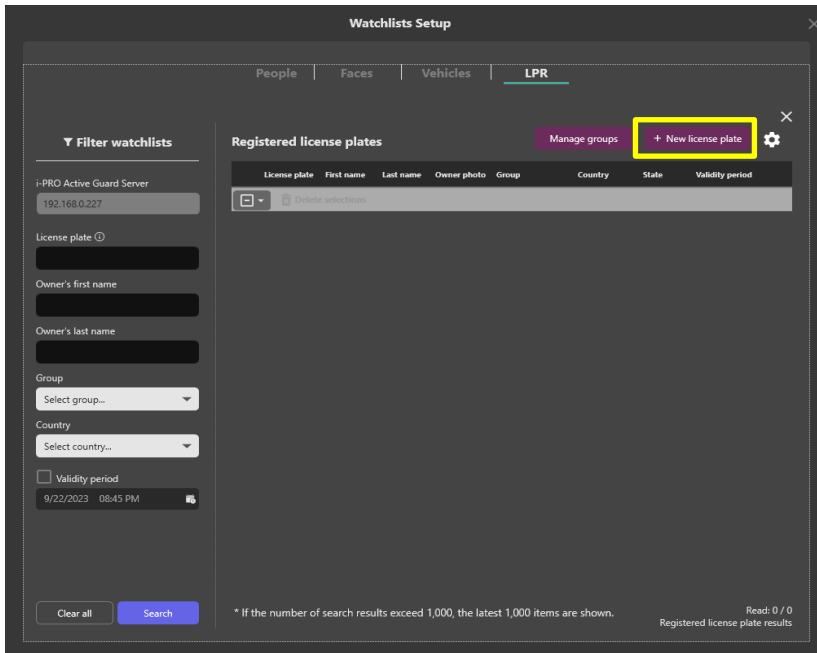 Watchlists Setup
People
Faces
Vehicles
LPR
Filter watchlists
i-PRO Active Guard Server
192.168.0.227
License plate
Owner's first name
Owner's last name
Group
Select group...
Country
Select country...
Validity period
9/22/2023 08:45 PM
Clear all
Search
Registered license plates
Manage groups
+ New license plate
License plate First name Last name Owner photo Group Country State Validity period
Delete selections
* If the number of search results exceed 1,000, the latest 1,000 items are shown.
Read: 0 / 0
Registered license plate results